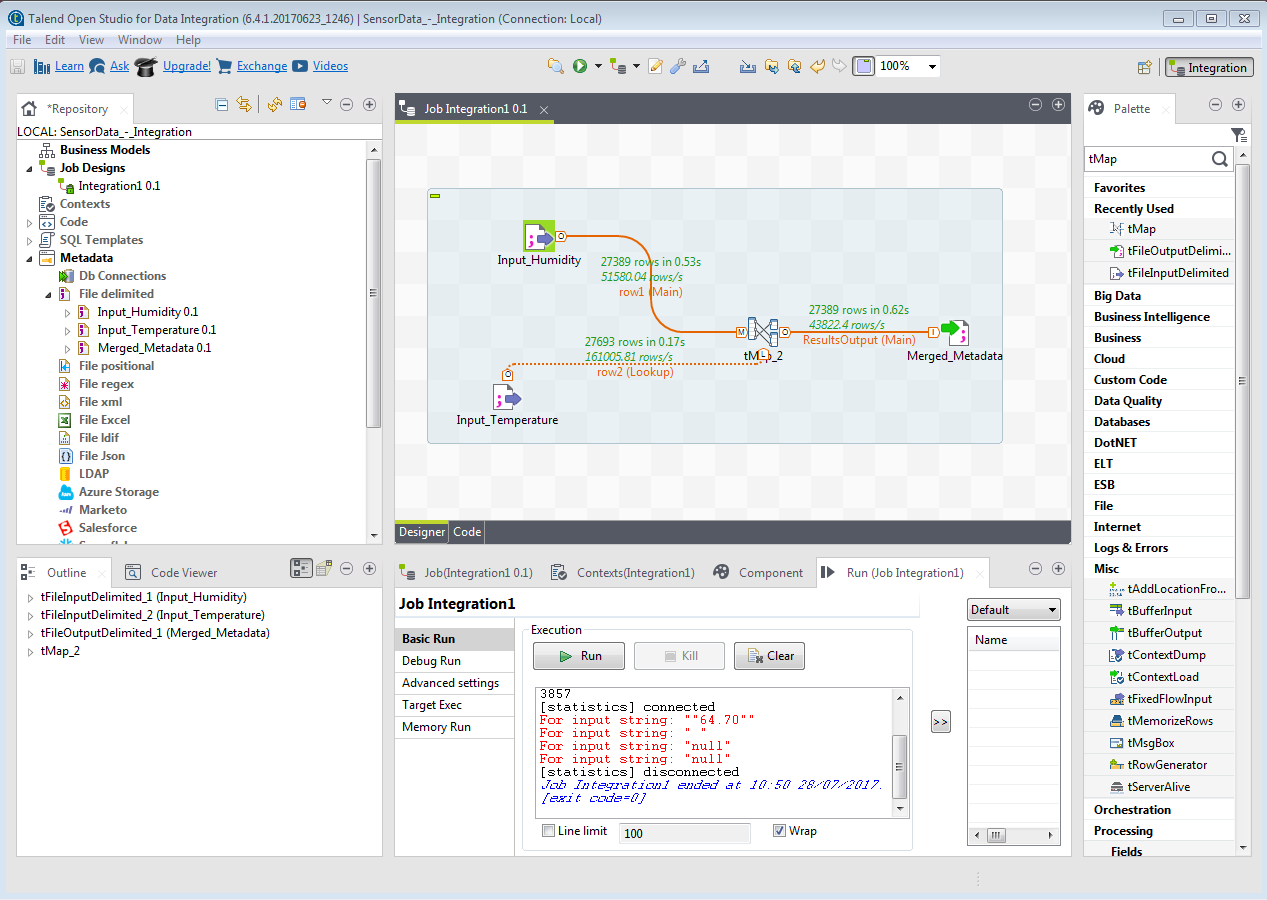 Talend Open Studio for Data Integration (6.4.1.20170623_1246) | SensorData_-_Integration (Connection: Local)
File Edit View Window Help
Learn Ask Upgrade! Exchange Videos 100% Integration
*Repository
LOCAL: SensorData_-_Integration
Business Models
Job Designs
Integration1 0.1
Contexts
Code
SQL Templates
Metadata
Db Connections
File delimited
Input_Humidity 0.1
Input_Temperature 0.1
Merged_Metadata 0.1
File positional
File regex
File xml
File Excel
File ldif
File Json
LDAP
Azure Storage
Marketo
Salesforce
Job Integration1 0.1
Input_Humidity
27389 rows in 0.53s
51580.04 rows/s
row1 (Main)
27693 rows in 0.17s
161005.81 rows/s
row2 (Lookup)
Input_Temperature
tMap_2
27389 rows in 0.62s
43822.4 rows/s
ResultsOutput (Main)
Merged_Metadata
Designer Code
Palette
tMap
Favorites
Recently Used
tMap
tFileOutputDelimi...
tFileInputDelimited
Big Data
Business Intelligence
Business
Cloud
Custom Code
Data Quality
Databases
DotNET
ELT
ESB
File
Internet
Logs & Errors
Misc
tAddLocationFro...
tBufferInput
tBufferOutput
tContextDump
tContextLoad
tFixedFlowInput
tMemorizeRows
tMsgBox
tRowGenerator
tServerAlive
Orchestration
Processing
Fields
Outline Code Viewer
tFileInputDelimited_1 (Input_Humidity)
tFileInputDelimited_2 (Input_Temperature)
tFileOutputDelimited_1 (Merged_Metadata)
tMap_2
Job(Integration1 0.1) Contexts(Integration1) Component Run (Job Integration1)
Job Integration1
Basic Run
Debug Run
Advanced settings
Target Exec
Memory Run
Execution
Run Kill Clear
3857
[statistics] connected
For input string: ""64.70""
For input string: " "
For input string: "null"
For input string: "null"
[statistics] disconnected
Job Integration1 ended at 10:50 28/07/2017.
[exit code=0]
Line limit 100 Wrap
>>
Default
Name